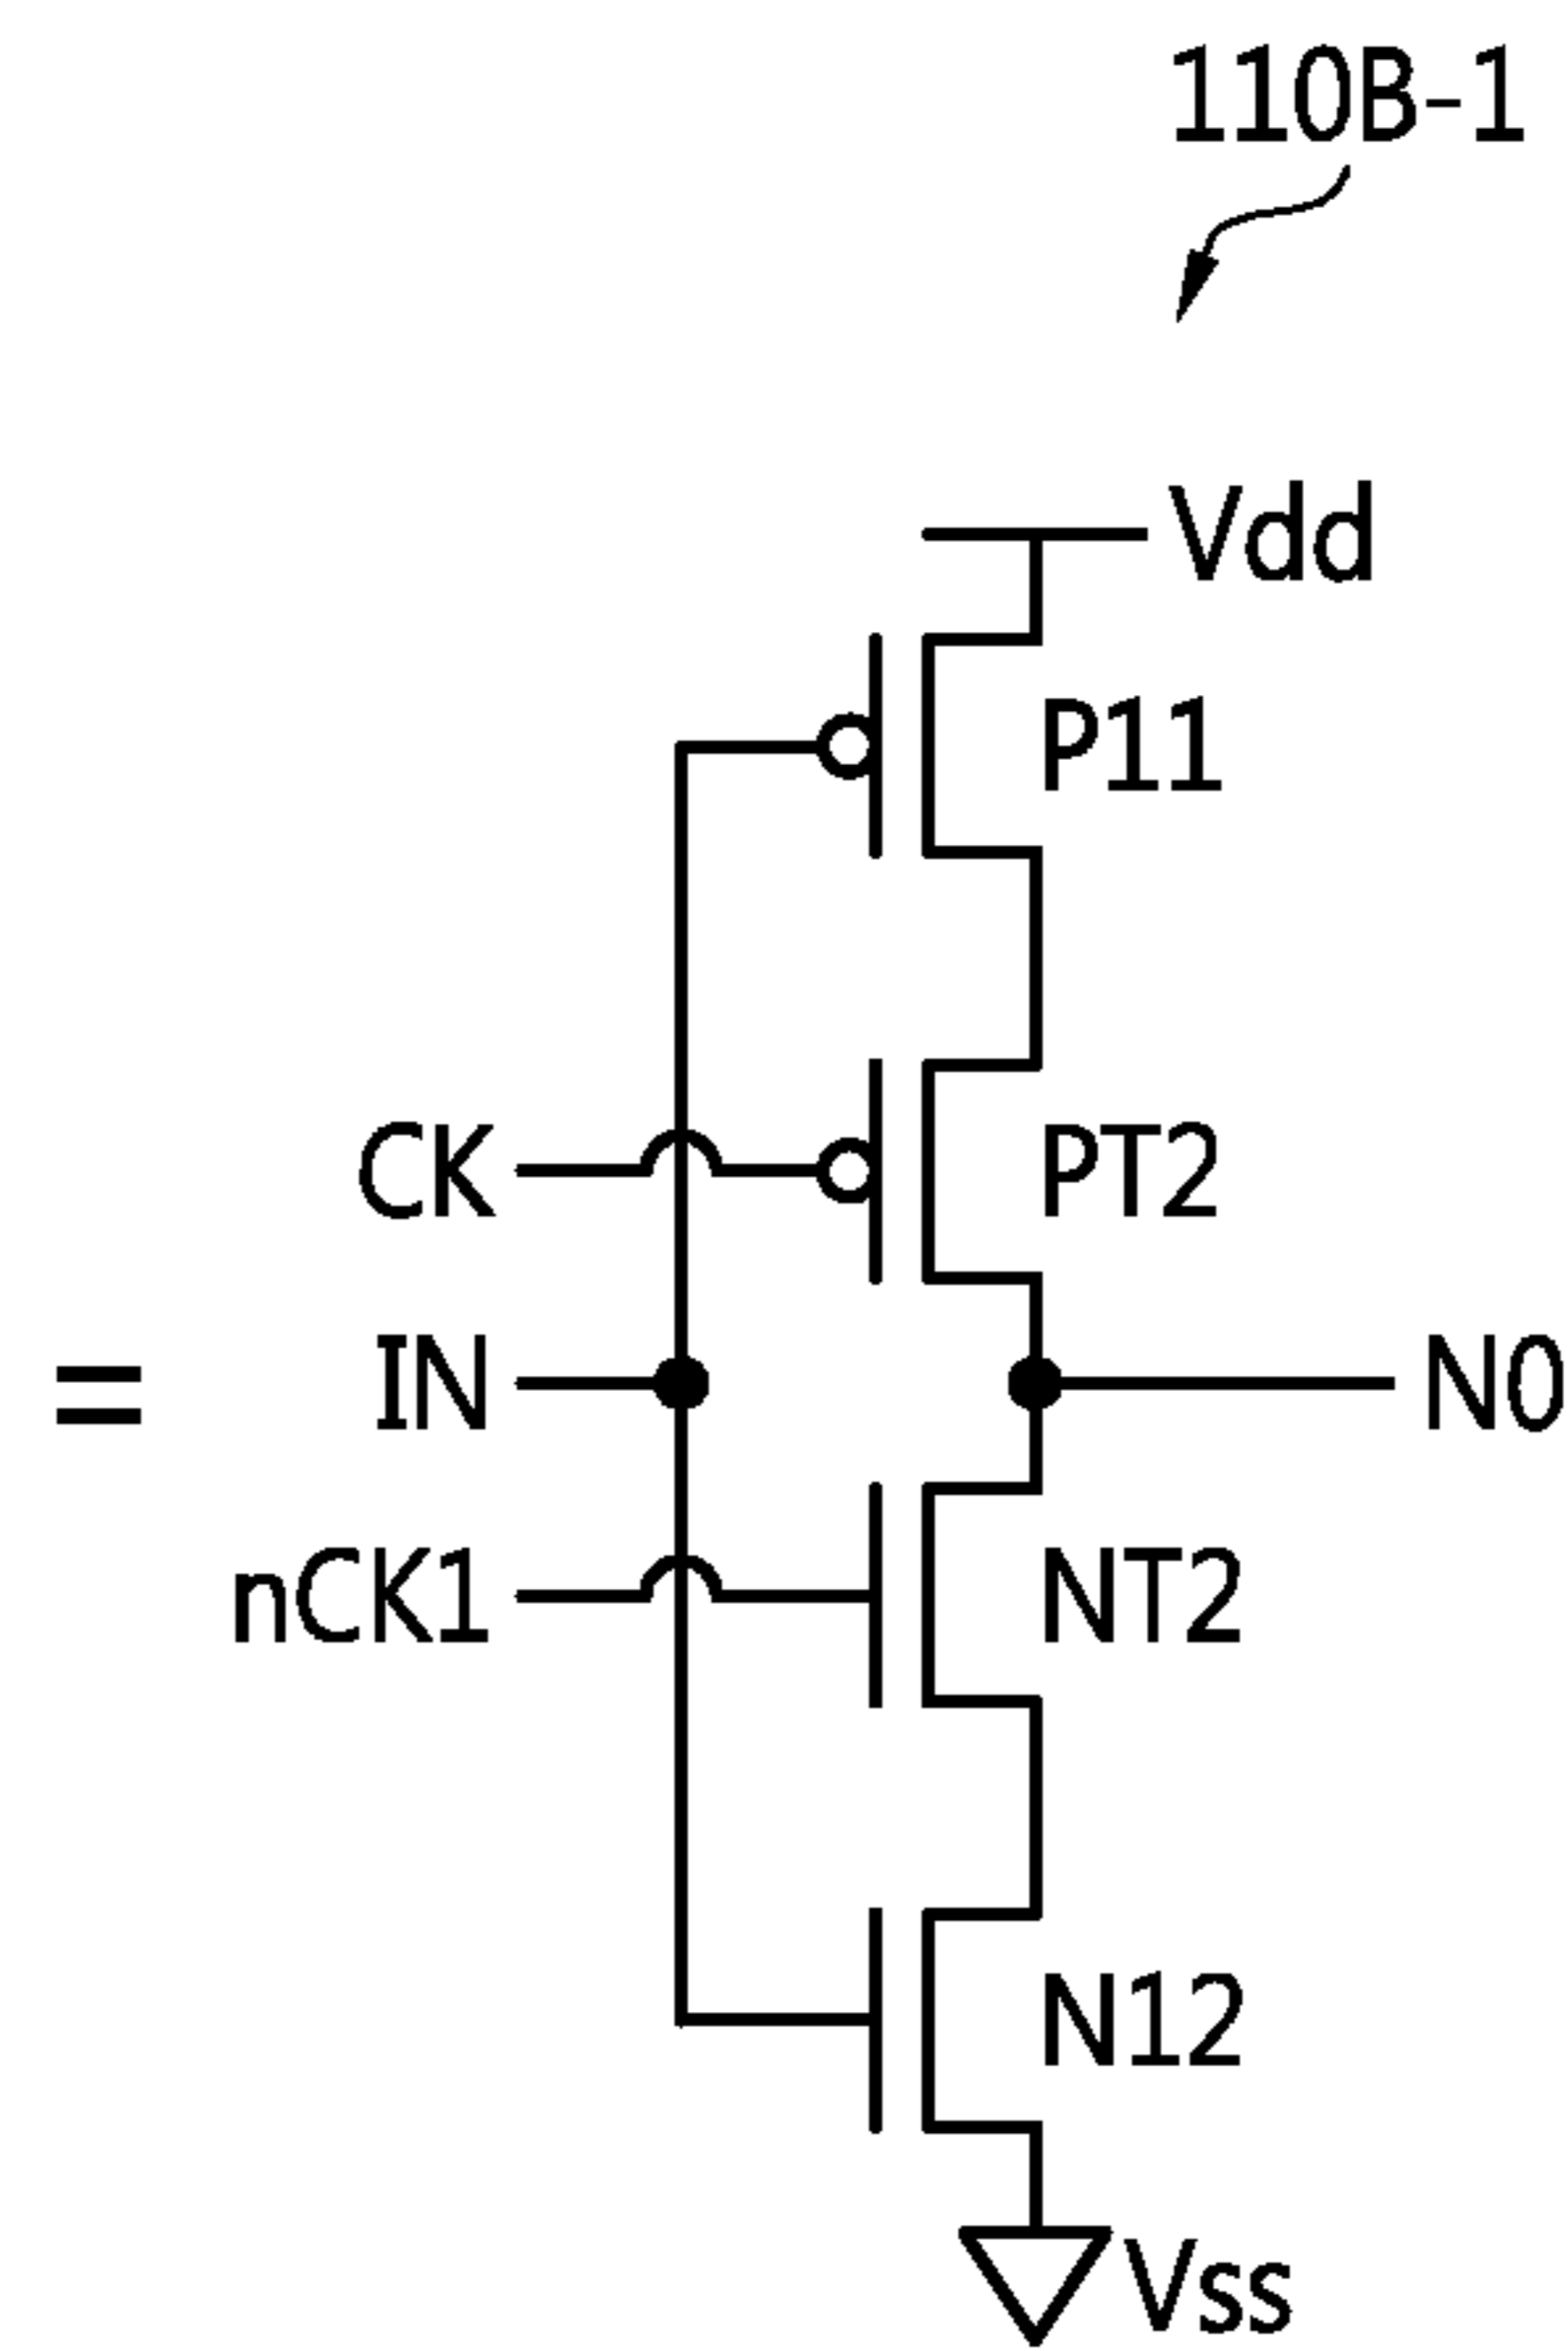 110B-1
Vdd
P11
CK
PT2
= IN
N0
nCK1
NT2
N12
Vss